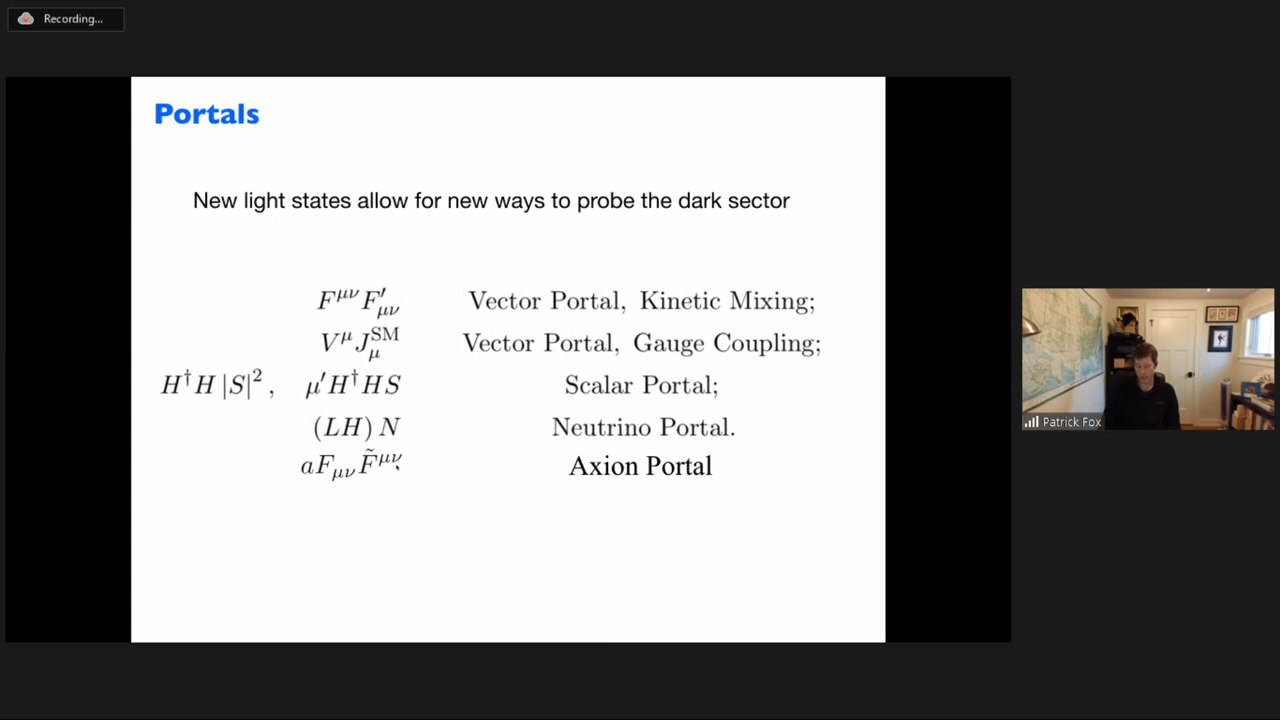 Recording...
Portals
New light states allow for new ways to probe the dark sector
F^{μν} F'_{μν} Vector Portal, Kinetic Mixing;
V^μ J_μ^{SM} Vector Portal, Gauge Coupling;
H†H |S|², μ′H†HS Scalar Portal;
(LH) N Neutrino Portal.
aF_{μν} F̃^{μν} Axion Portal
Patrick Fox